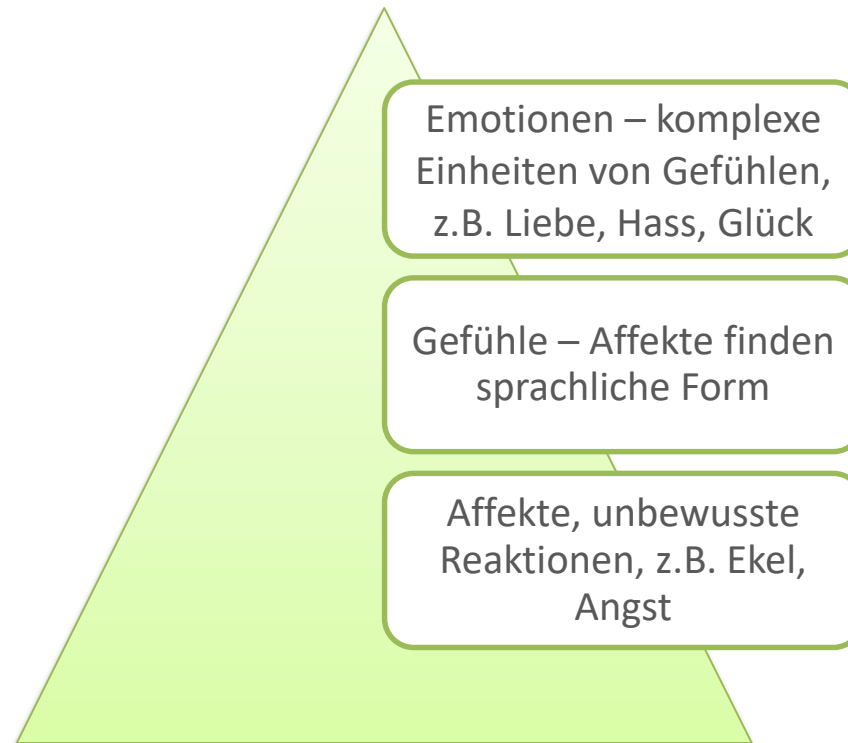 Emotionen – komplexe
Einheiten von Gefühlen,
z.B. Liebe, Hass, Glück
Gefühle – Affekte finden
sprachliche Form
Affekte, unbewusste
Reaktionen, z.B. Ekel,
Angst